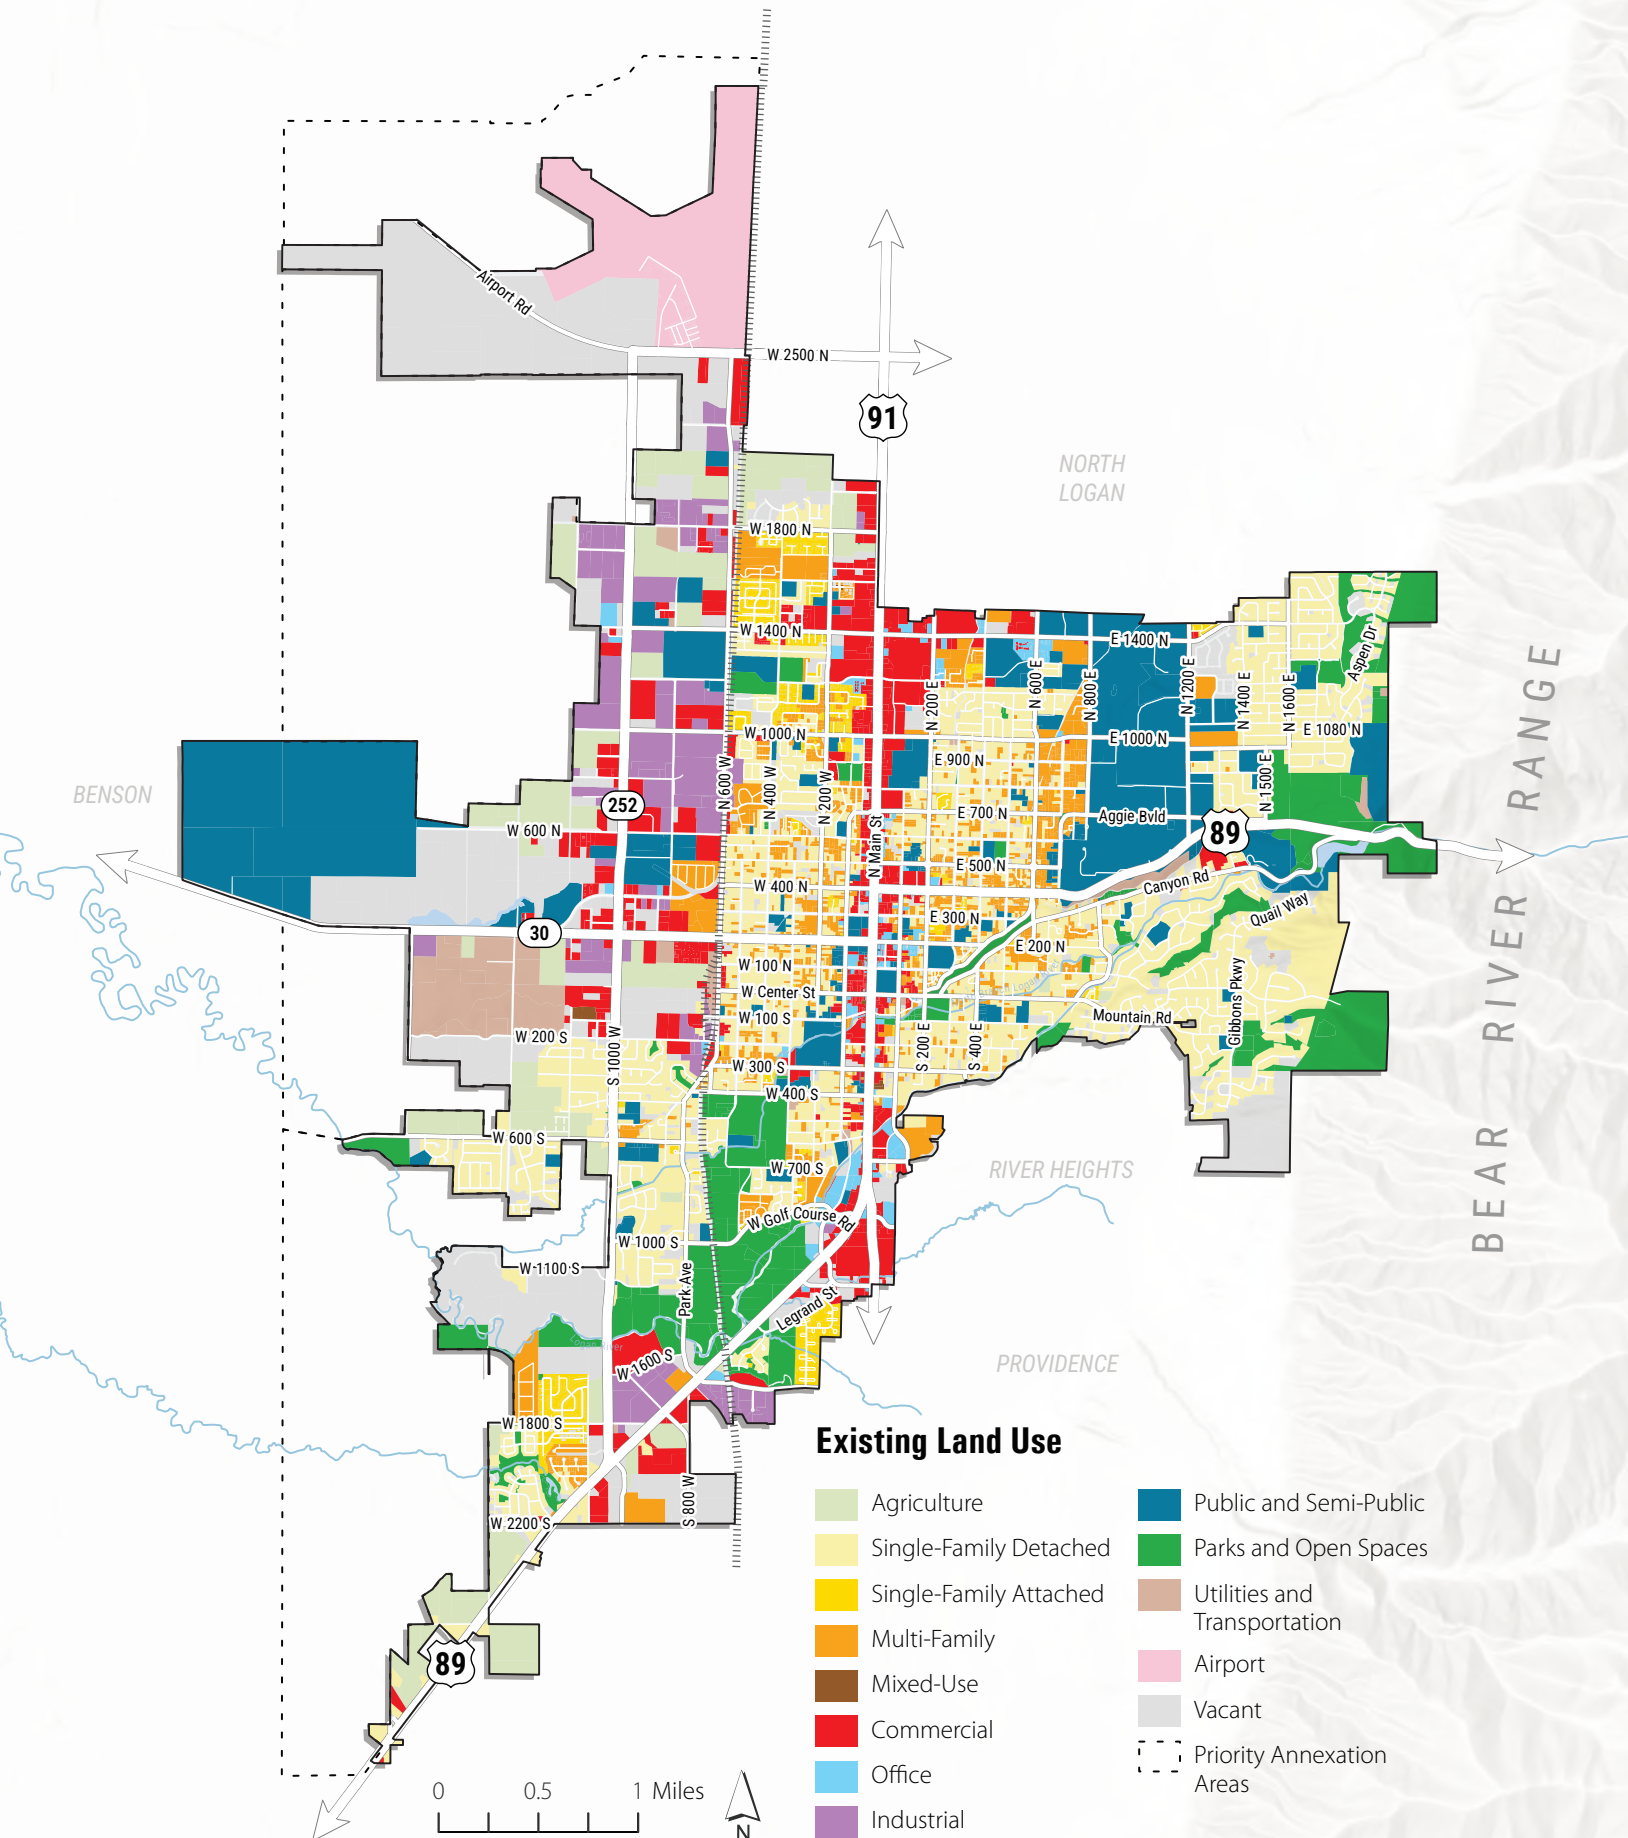 Airport Rd
W 2500 N
91
NORTH
LOGAN
W 1800 N
W 1400 N
E 1400 N
Aspen Dr
N 200 E
N 600 E
N 800 E
N 1200 E
N 1400 E
N 1600 E
BEAR RIVER RANGE
W 1000 N
E 1000 N
E 1080 N
E 900 N
N 600 W
N 400 W
N 200 W
N 1500 E
BENSON
252
W 600 N
E 700 N
Aggie Bvld
89
N Main St
E 500 N
W 400 N
Canyon Rd
Quail Way
30
E 300 N
E 200 N
W 100 N
Gibbons Pkwy
W Center St
W 100 S
Mountain Rd
W 200 S
S 1000 W
S 200 E
S 400 E
W 300 S
W 400 S
W 600 S
W 700 S
RIVER HEIGHTS
W Golf Course Rd
W 1000 S
W 1100 S
Park Ave
Legrand St
Logan River
W 1600 S
PROVIDENCE
W 1800 S
S 800 W
W 2200 S
89
Existing Land Use
Agriculture
Single-Family Detached
Single-Family Attached
Multi-Family
Mixed-Use
Commercial
Office
Industrial
Public and Semi-Public
Parks and Open Spaces
Utilities and
Transportation
Airport
Vacant
Priority Annexation
Areas
0 0.5 1 Miles
N